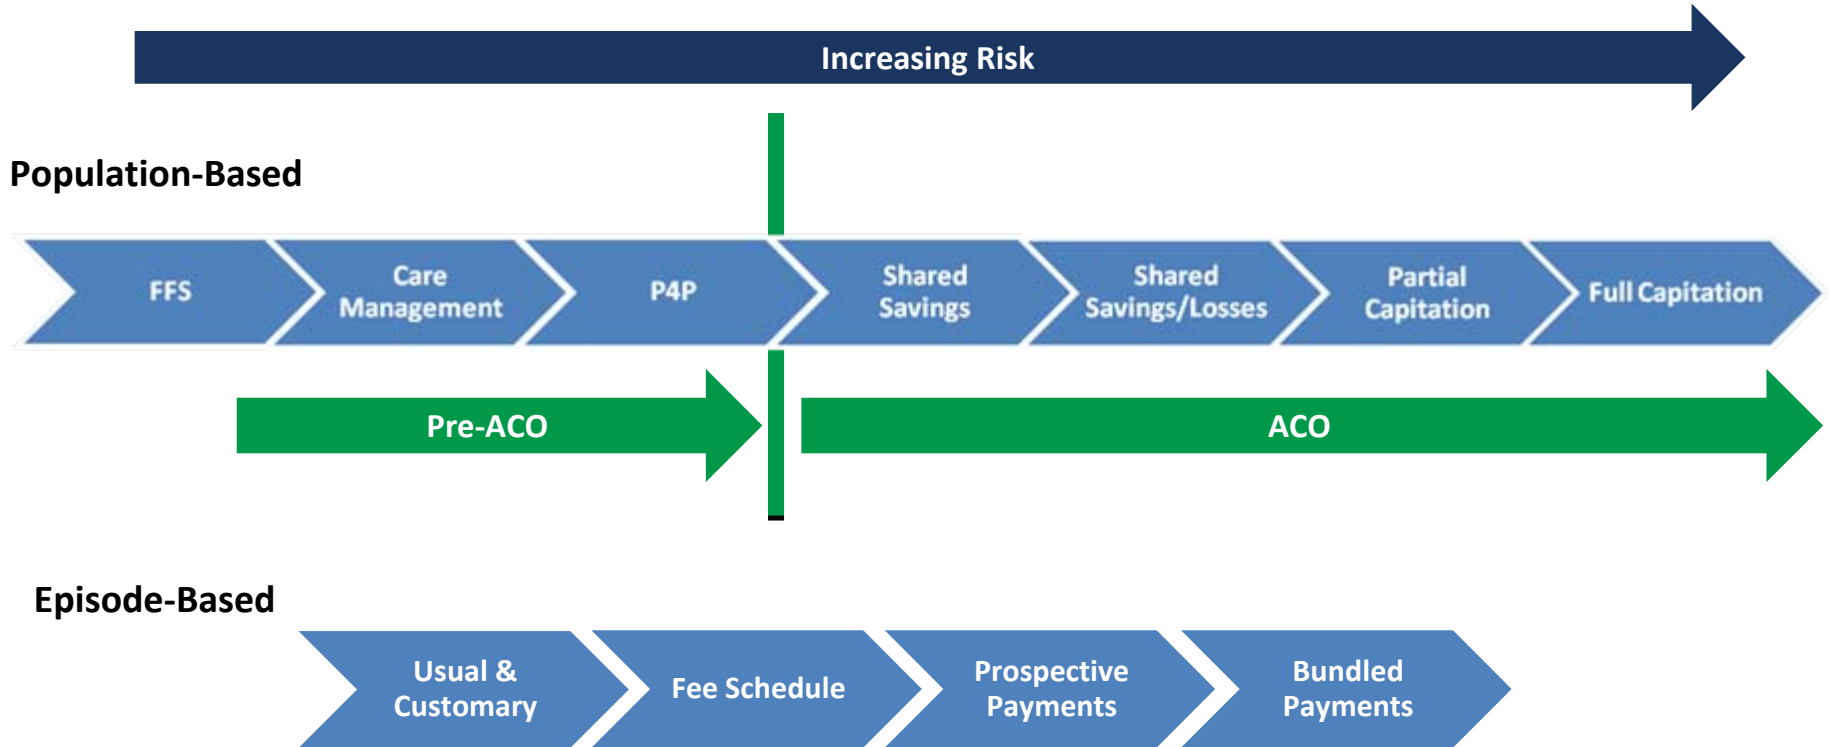 Increasing Risk
Population-Based
FFS
Care
Management
P4P
Shared
Savings
Shared
Savings/Losses
Partial
Capitation
Full Capitation
Pre-ACO
ACO
Episode-Based
Usual &
Customary
Fee Schedule
Prospective
Payments
Bundled
Payments